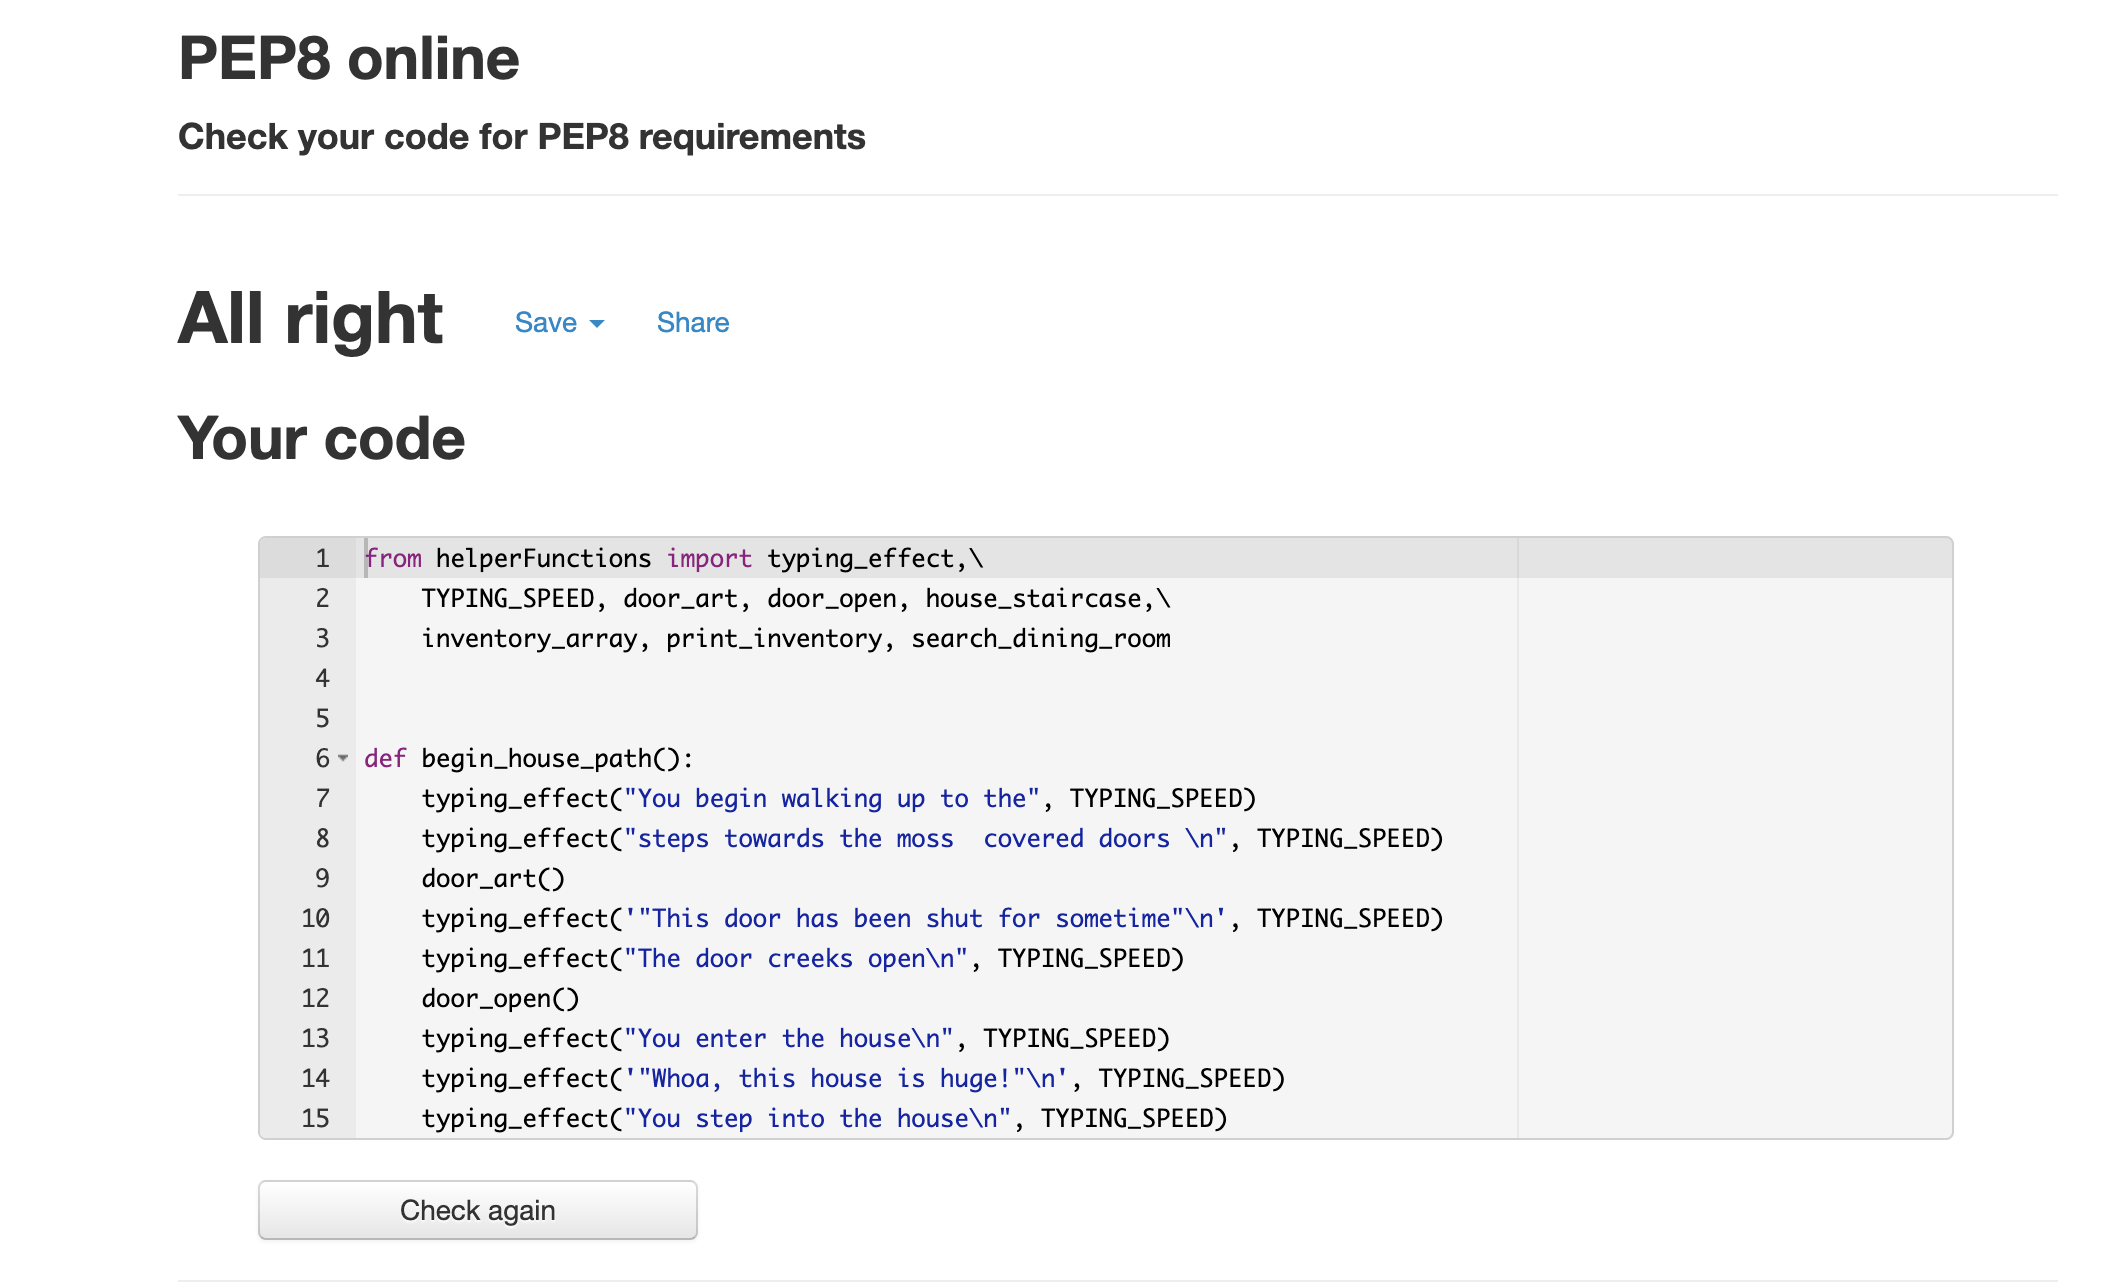 PEP8 online
Check your code for PEP8 requirements
All right Save Share
Your code
1 from helperFunctions import typing_effect,\
2     TYPING_SPEED, door_art, door_open, house_staircase,\
3     inventory_array, print_inventory, search_dining_room
4
5
6 def begin_house_path():
7     typing_effect("You begin walking up to the", TYPING_SPEED)
8     typing_effect("steps towards the moss  covered doors \n", TYPING_SPEED)
9     door_art()
10     typing_effect('"This door has been shut for sometime"\n', TYPING_SPEED)
11     typing_effect("The door creeks open\n", TYPING_SPEED)
12     door_open()
13     typing_effect("You enter the house\n", TYPING_SPEED)
14     typing_effect('"Whoa, this house is huge!"\n', TYPING_SPEED)
15     typing_effect("You step into the house\n", TYPING_SPEED)
Check again